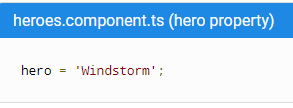 heroes.component.ts (hero property)
hero = 'Windstorm';